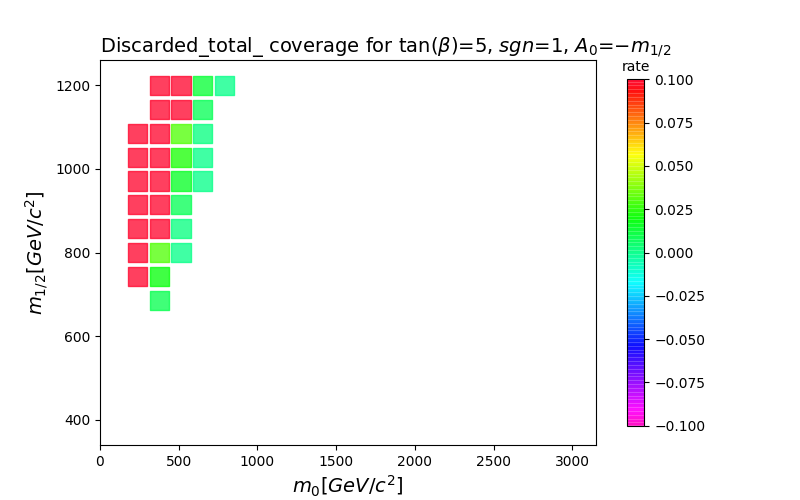 Discarded_total_ coverage for tan(β)=5, sgn=1, A₀=−m₁/₂
rate
1200
1000
800
600
400
m₁/₂[GeV/c²]
0 500 1000 1500 2000 2500 3000
m₀[GeV/c²]
0.100
0.075
0.050
0.025
0.000
−0.025
−0.050
−0.075
−0.100